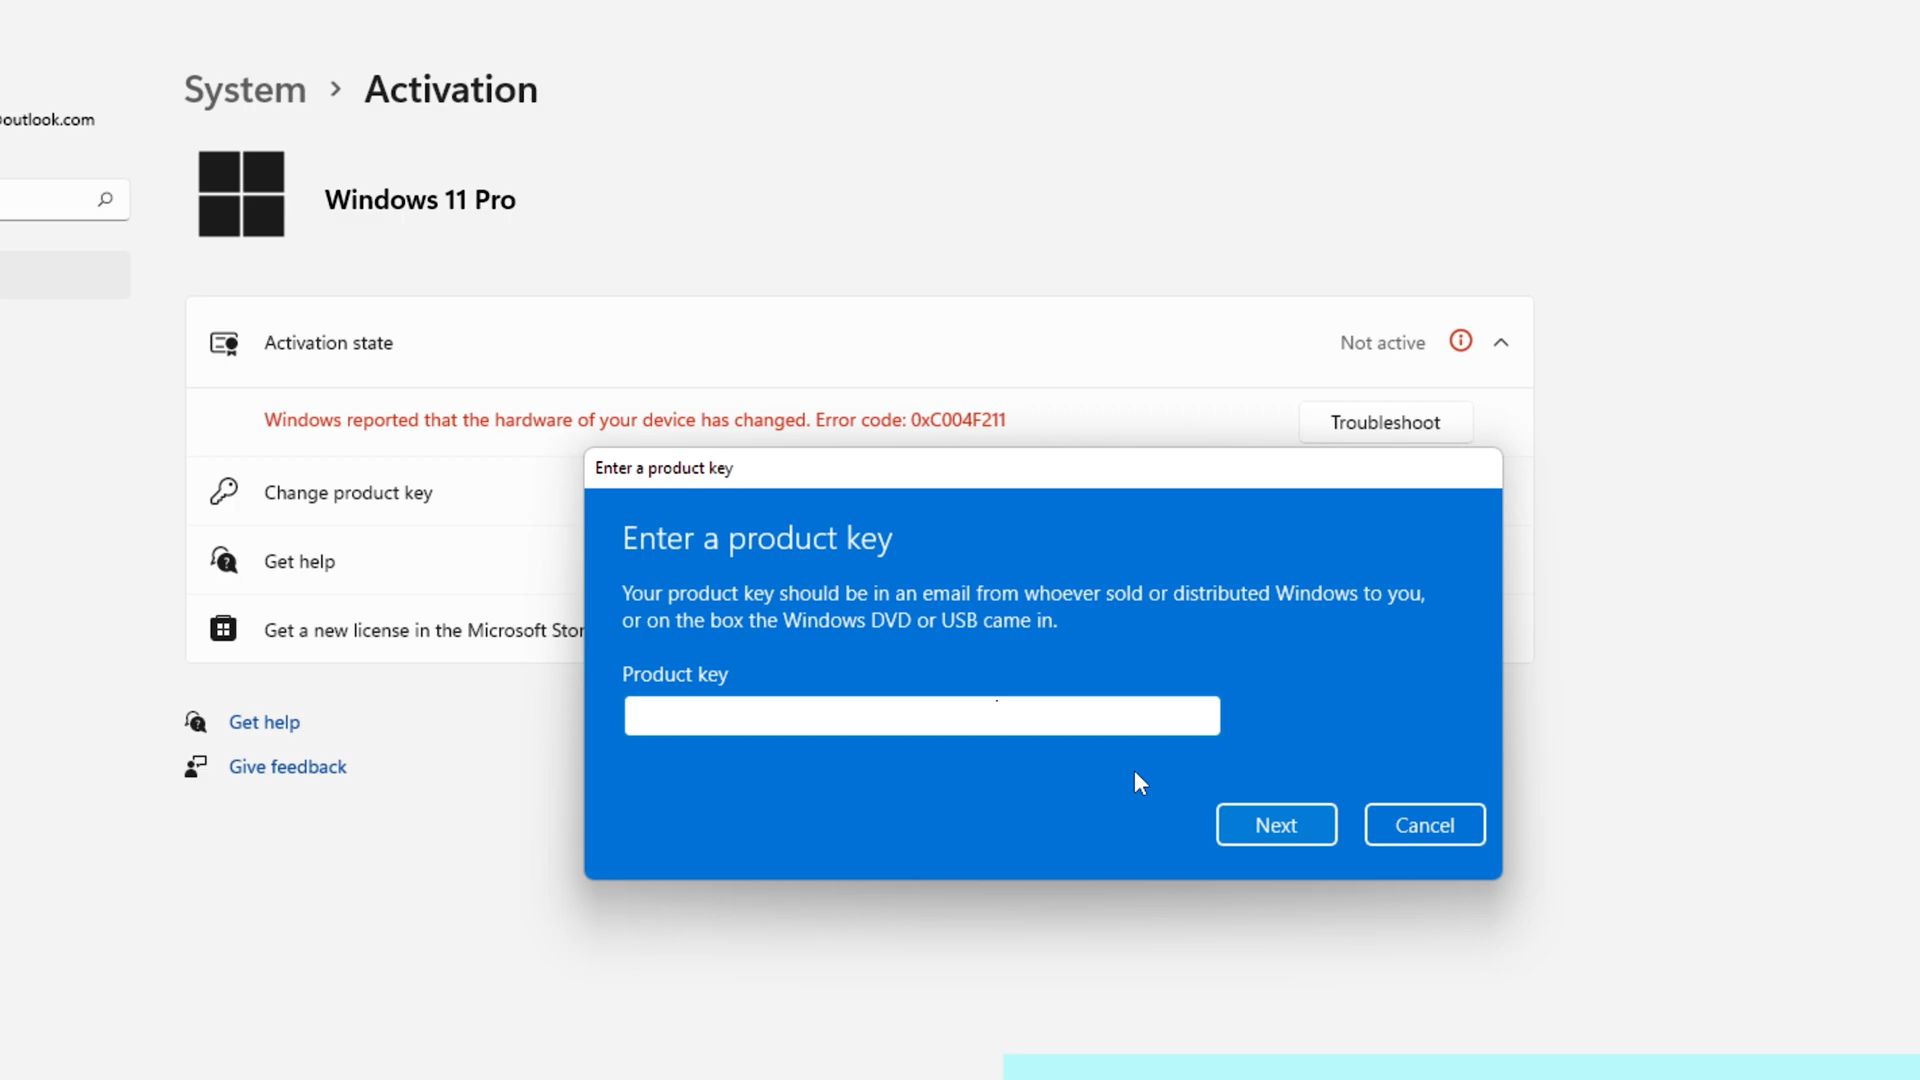 System > Activation
outlook.com
Windows 11 Pro
Activation state
Not active
Windows reported that the hardware of your device has changed. Error code: 0xC004F211
Troubleshoot
Change product key
Get help
Get a new license in the Microsoft
Enter a product key
Enter a product key
Your product key should be in an email from whoever sold or distributed Windows to you,
or on the box the Windows DVD or USB came in.
Product key
Next
Cancel
Get help
Give feedback